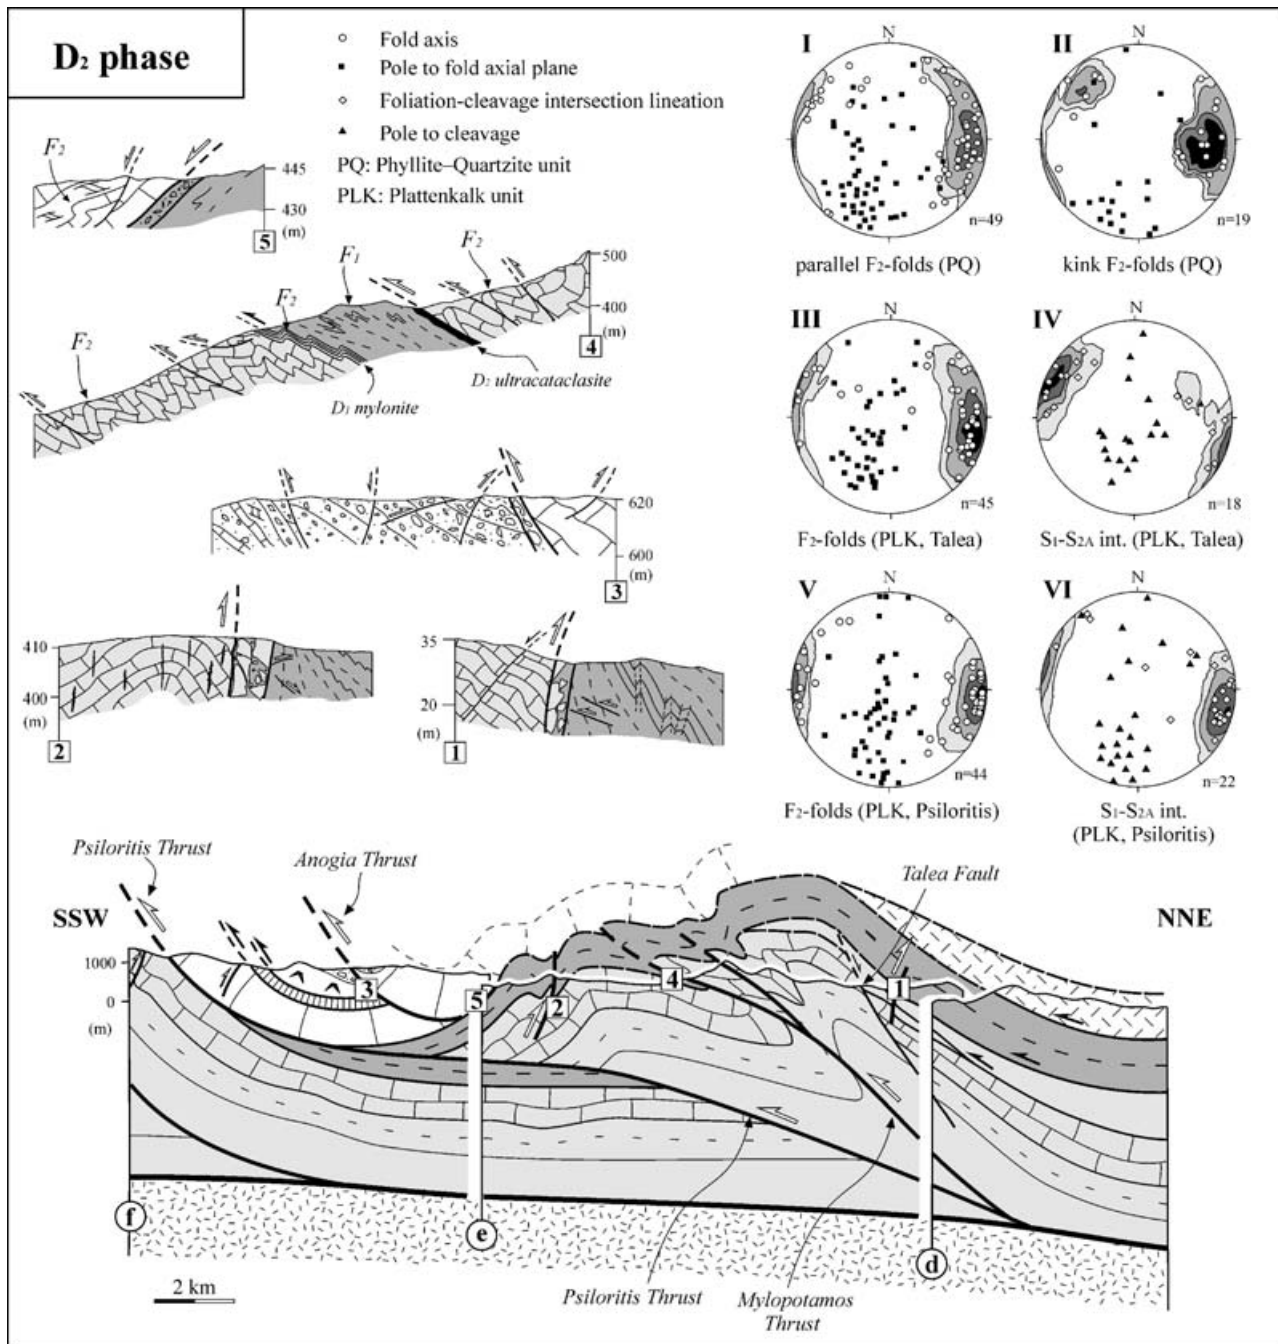 D2 phase
Fold axis
Pole to fold axial plane
Foliation-cleavage intersection lineation
Pole to cleavage
PQ: Phyllite–Quartzite unit
PLK: Plattenkalk unit
F2
445
430
(m)
5
F2
F2
F1
F2
500
400
(m)
4
D1 mylonite
D2 ultracataclasite
620
600
(m)
3
410
400
(m)
2
35
20
(m)
1
I
N
n=49
parallel F2-folds (PQ)
II
N
n=19
kink F2-folds (PQ)
III
N
n=45
F2-folds (PLK, Talea)
IV
N
n=18
S1-S2A int. (PLK, Talea)
V
N
n=44
F2-folds (PLK, Psiloritis)
VI
N
n=22
S1-S2A int.
(PLK, Psiloritis)
Psiloritis Thrust
Anogia Thrust
Talea Fault
SSW
NNE
1000
0
(m)
3
5
2
4
1
f
e
d
2 km
Psiloritis Thrust
Mylopotamos
Thrust